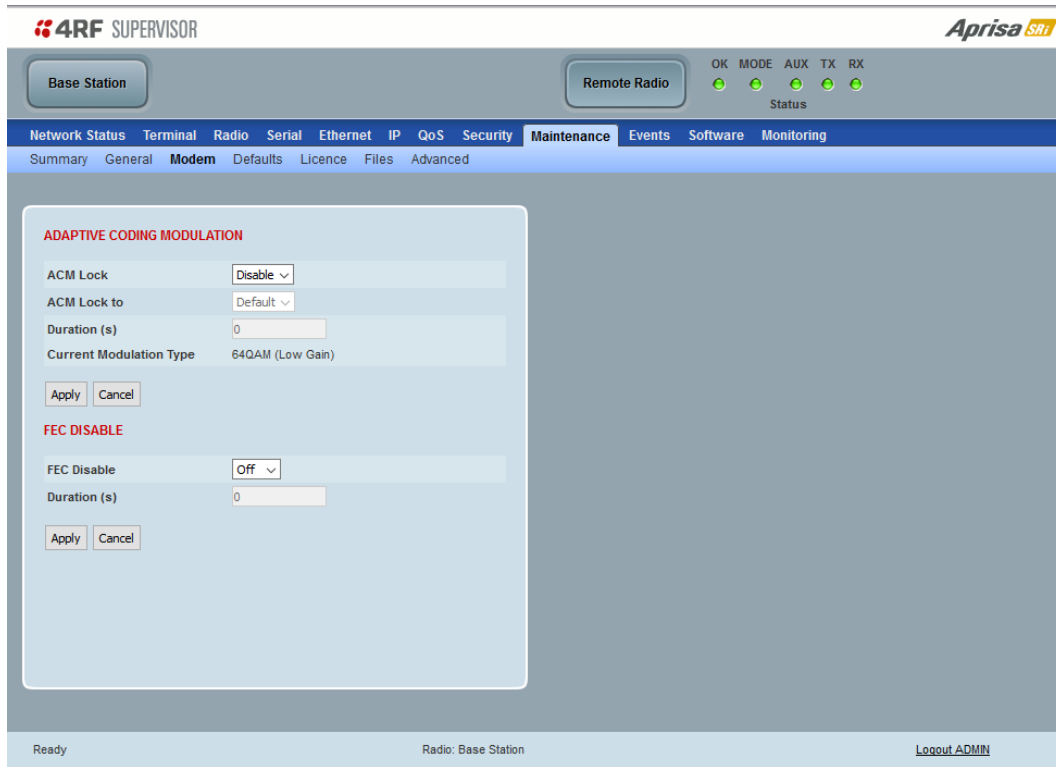 4RF SUPERVISOR
Aprisa SRi
Base Station
Remote Radio
OK MODE AUX TX RX
Status
Network Status Terminal Radio Serial Ethernet IP QoS Security Maintenance Events Software Monitoring
Summary General Modem Defaults Licence Files Advanced
ADAPTIVE CODING MODULATION
ACM Lock Disable
ACM Lock to Default
Duration (s) 0
Current Modulation Type 64QAM (Low Gain)
Apply Cancel
FEC DISABLE
FEC Disable Off
Duration (s) 0
Apply Cancel
Ready Radio: Base Station Logout ADMIN